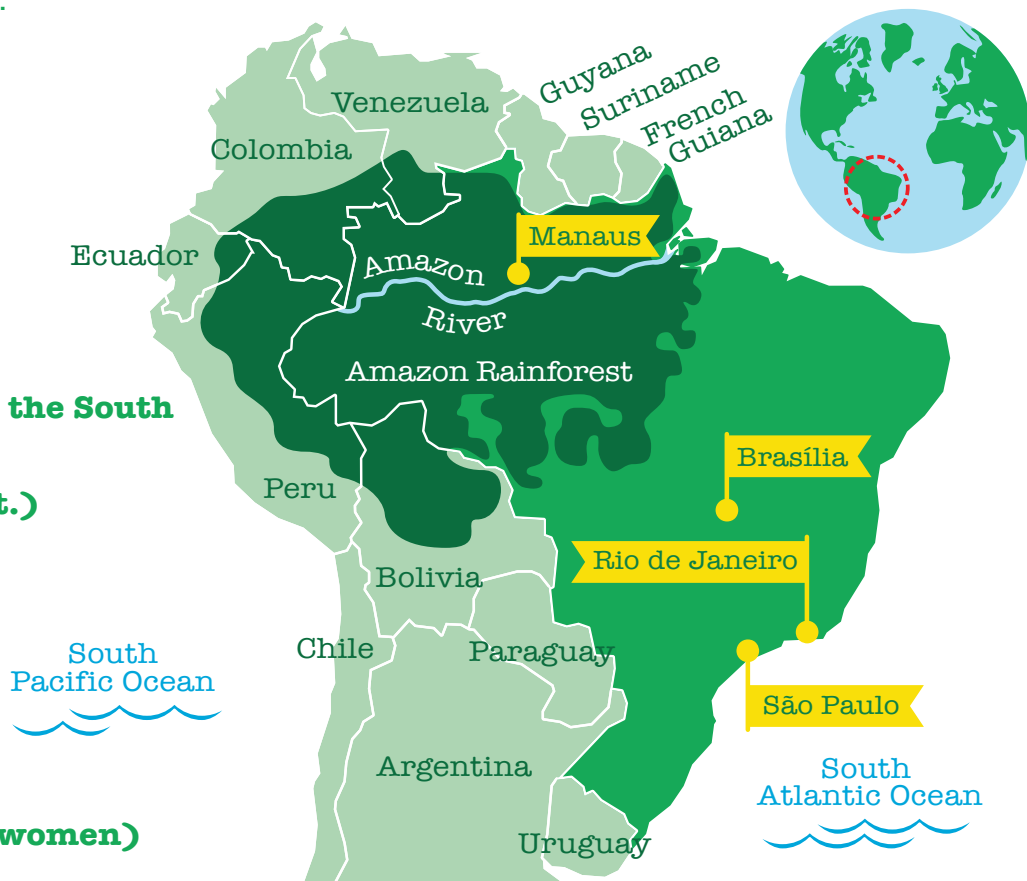 .
Guyana
Suriname
French
Guiana
Venezuela
Colombia
Ecuador
Manaus
Amazon
River
Amazon Rainforest
the South
Brasília
Peru
t.)
Rio de Janeiro
Bolivia
Chile
Paraguay
South
Pacific Ocean
São Paulo
Argentina
South
Atlantic Ocean
women)
Uruguay